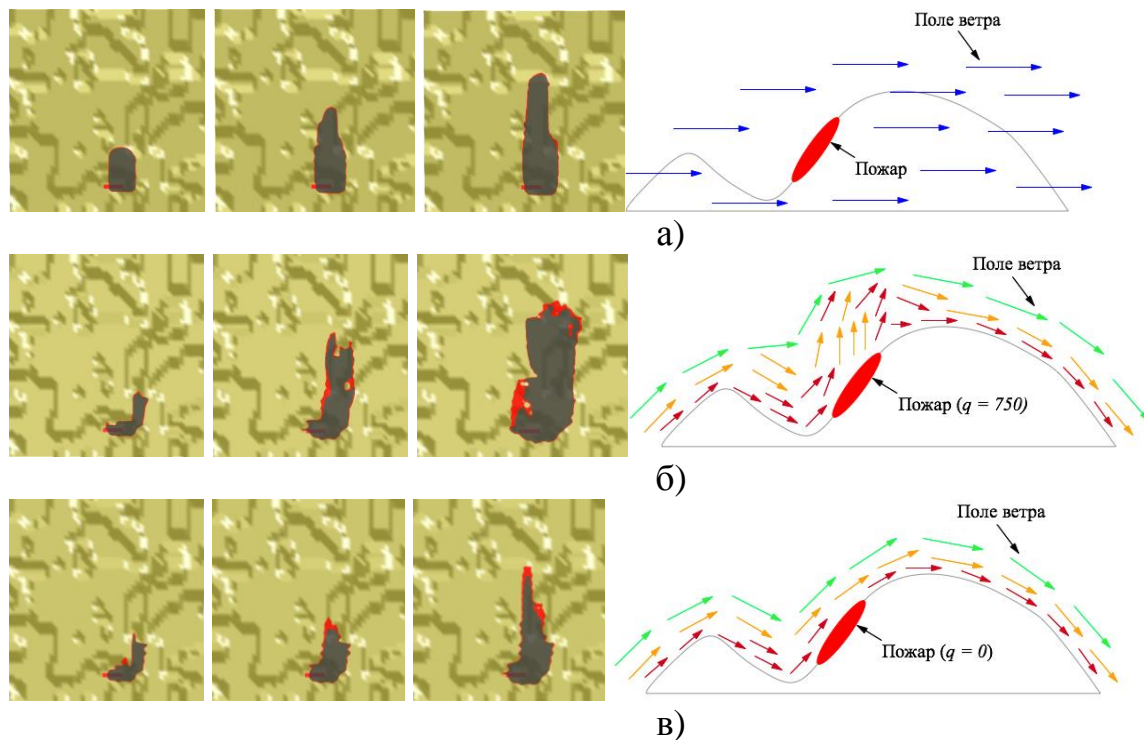 Поле ветра
Пожар
а)
Поле ветра
Пожар (q = 750)
б)
Поле ветра
Пожар (q = 0)
в)